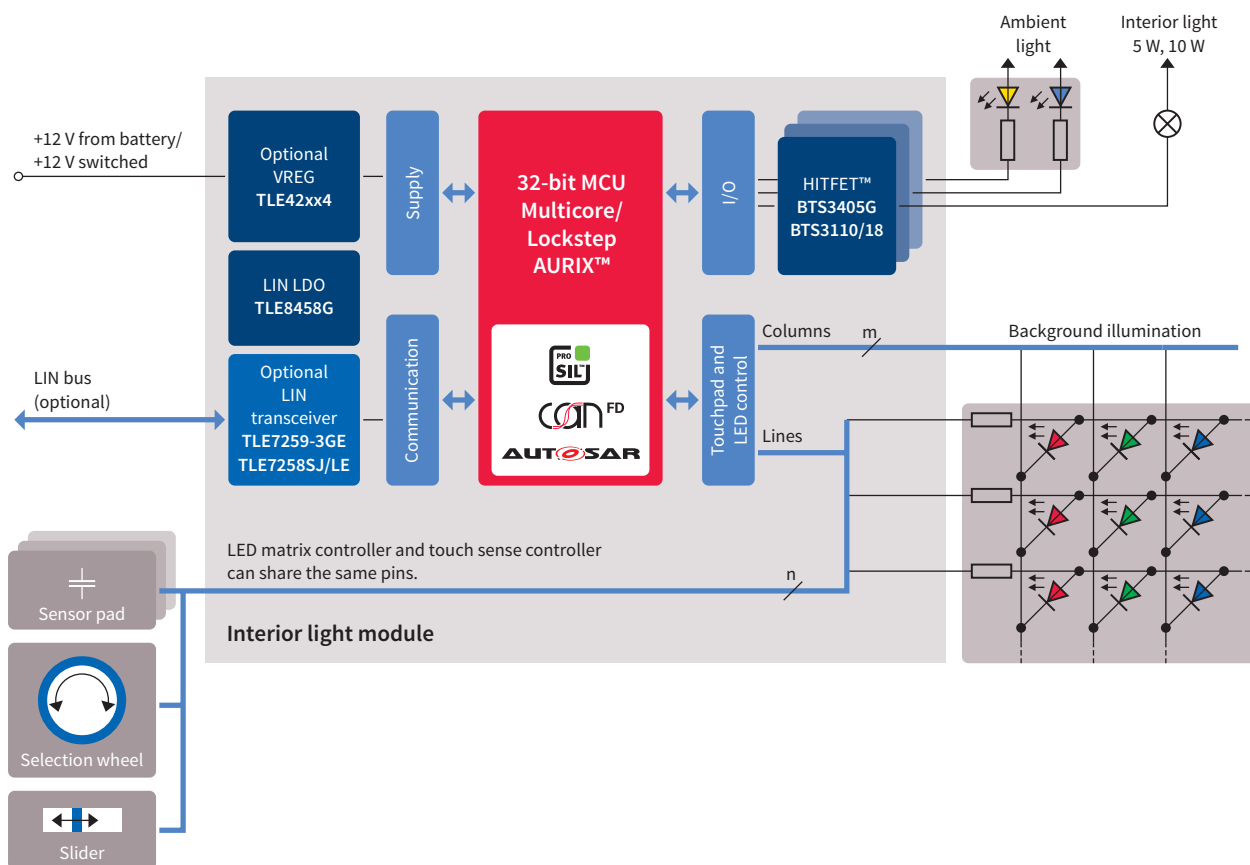 Ambient
light
Interior light
5 W, 10 W
+12 V from battery/
+12 V switched
Optional
VREG
TLE42xx4
Supply
32-bit MCU
Multicore/
Lockstep
AURIX™
I/O
HITFET™
BTS3405G
BTS3110/18
LIN LDO
TLE8458G
LIN bus
(optional)
Optional
LIN
transceiver
TLE7259-3GE
TLE7258SJ/LE
Communication
PRO
SIL™
CAN FD
AUTOSAR
Touchpad and
LED control
Columns
m
Background illumination
Lines
LED matrix controller and touch sense controller
can share the same pins.
n
Interior light module
Sensor pad
Selection wheel
Slider